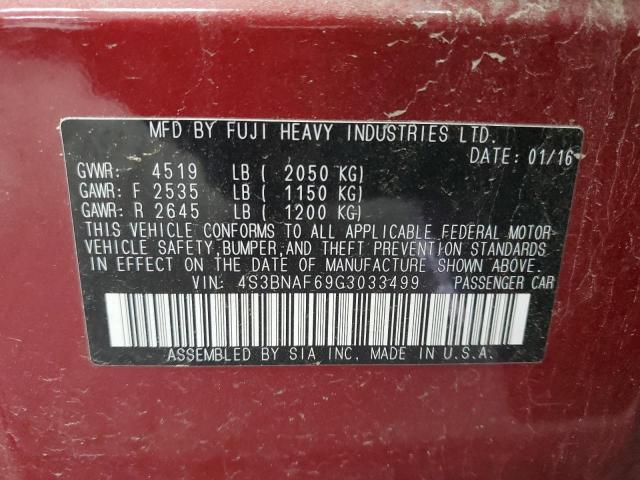 MFD BY FUJI HEAVY INDUSTRIES LTD.
DATE: 01/16
GVWR: 4519 LB ( 2050 KG)
GAWR: F 2535 LB ( 1150 KG)
GAWR: R 2645 LB ( 1200 KG)
THIS VEHICLE CONFORMS TO ALL APPLICABLE FEDERAL MOTOR
VEHICLE SAFETY, BUMPER, AND THEFT PREVENTION STANDARDS
IN EFFECT ON THE DATE OF MANUFACTURE SHOWN ABOVE.
VIN: 4S3BNAF69G3033499 PASSENGER CAR
ASSEMBLED BY SIA INC. MADE IN U.S.A.